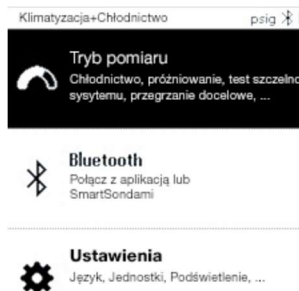 Klimatyzacja+Chłodnictwo psig
Tryb pomiaru
Chłodnictwo, próżniowanie, test szczelno
sysytemu, przegrzanie docelowe, ...
Bluetooth
Połącz z aplikacją lub
SmartSondami
Ustawienia
Język, Jednostki, Podświetlenie, ...